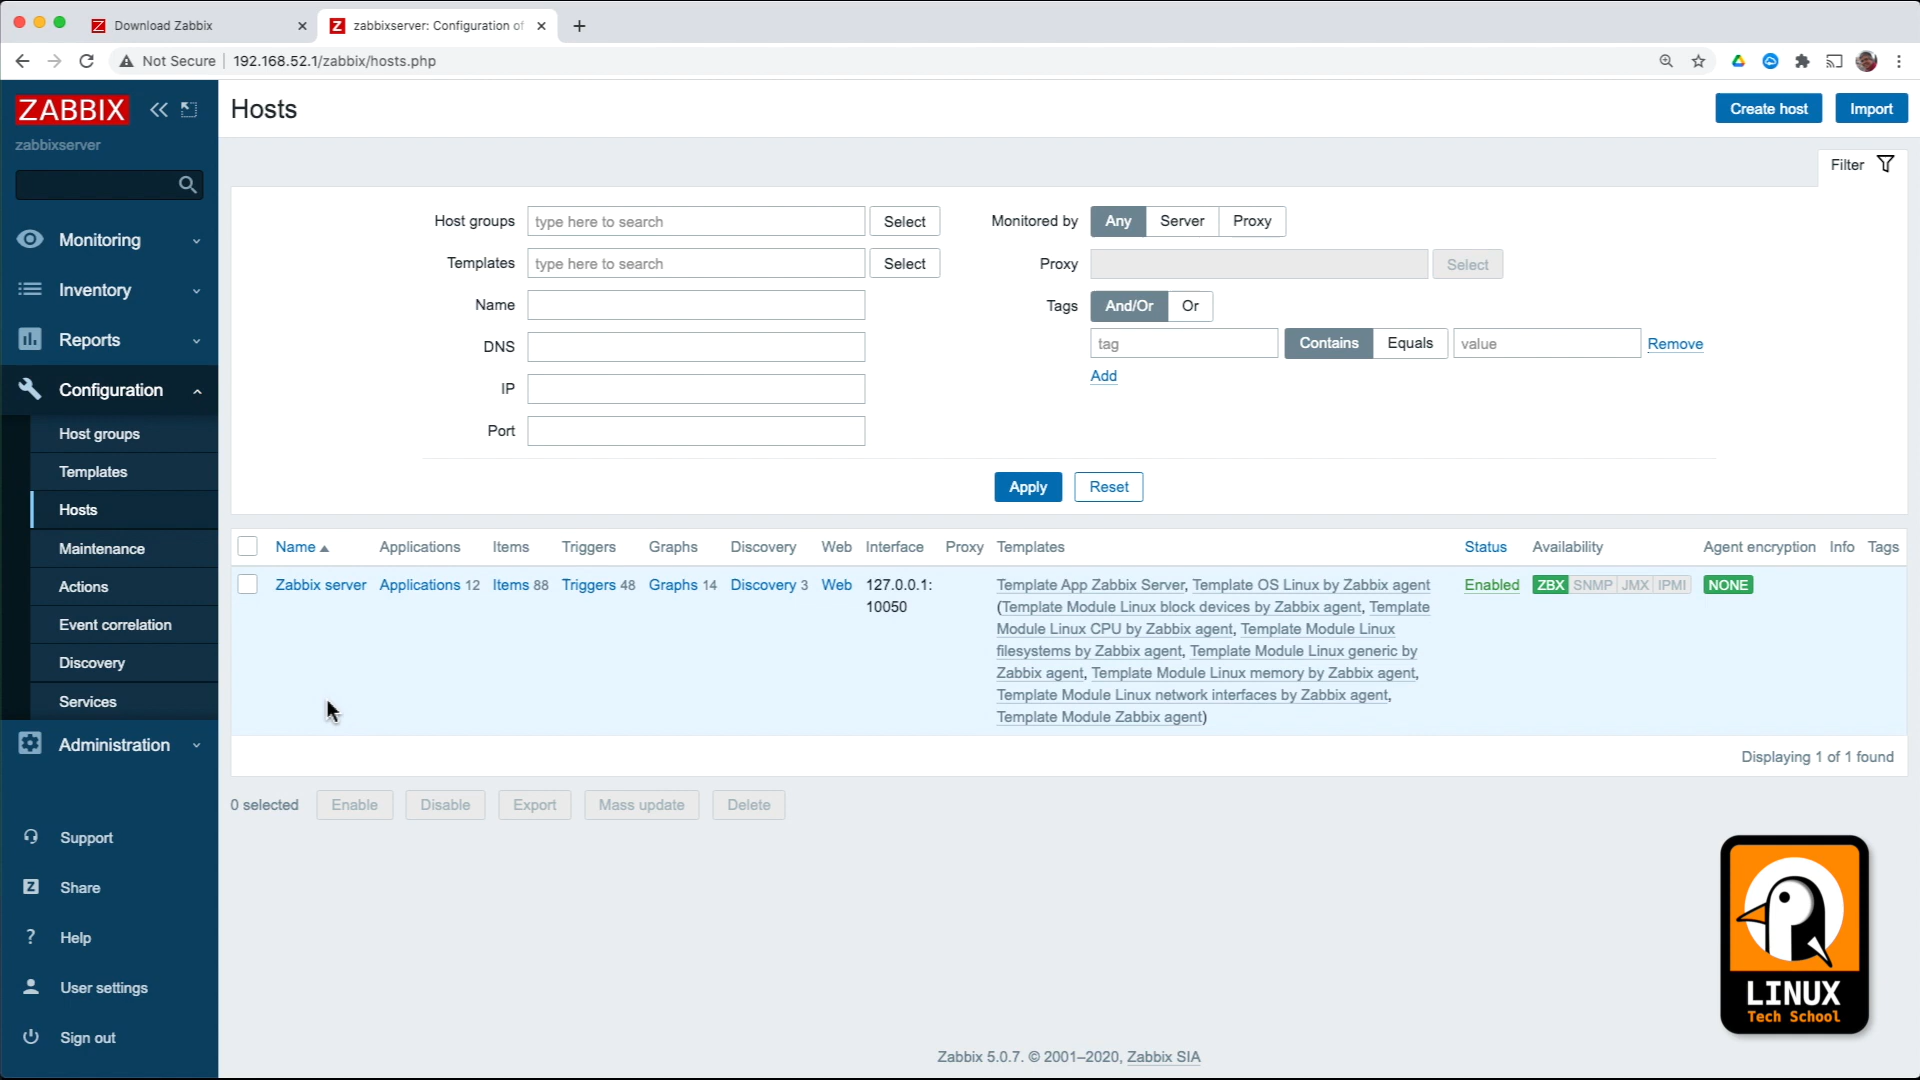 Download Zabbix
zabbixserver: Configuration of
Not Secure
192.168.52.1/zabbix/hosts.php
ZABBIX
zabbixserver
Monitoring
Inventory
Reports
Configuration
Host groups
Templates
Hosts
Maintenance
Actions
Event correlation
Discovery
Services
Administration
Support
Share
Help
User settings
Sign out
Hosts
Create host
Import
Filter
Host groups type here to search Select
Templates type here to search Select
Name
DNS
IP
Port
Monitored by Any Server Proxy
Proxy Select
Tags And/Or Or
tag Contains Equals value Remove
Add
Apply Reset
Name Applications Items Triggers Graphs Discovery Web Interface Proxy Templates Status Availability Agent encryption Info Tags
Zabbix server Applications 12 Items 88 Triggers 48 Graphs 14 Discovery 3 Web 127.0.0.1:
10050
Template App Zabbix Server, Template OS Linux by Zabbix agent
(Template Module Linux block devices by Zabbix agent, Template
Module Linux CPU by Zabbix agent, Template Module Linux
filesystems by Zabbix agent, Template Module Linux generic by
Zabbix agent, Template Module Linux memory by Zabbix agent,
Template Module Linux network interfaces by Zabbix agent,
Template Module Zabbix agent)
Enabled ZBX SNMP JMX IPMI NONE
Displaying 1 of 1 found
0 selected Enable Disable Export Mass update Delete
LINUX
Tech School
Zabbix 5.0.7. © 2001–2020, Zabbix SIA